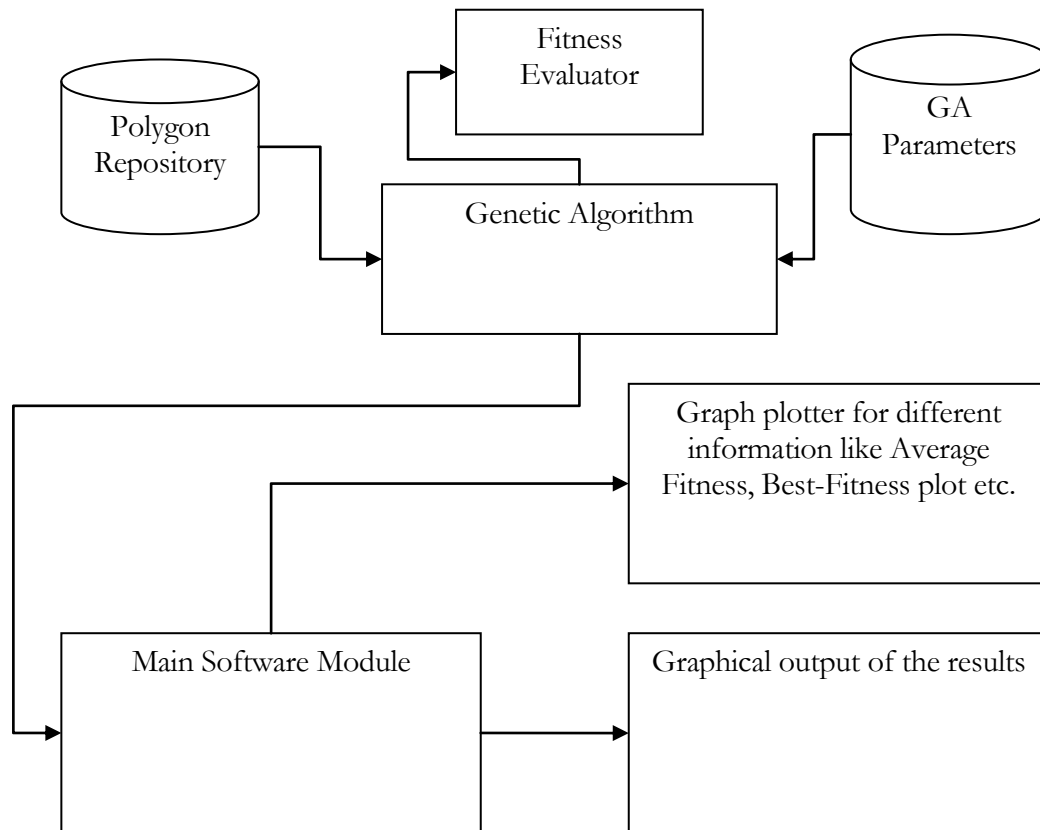 Fitness
Evaluator
Polygon
Repository
GA
Parameters
Genetic Algorithm
Graph plotter for different
information like Average
Fitness, Best-Fitness plot etc.
Main Software Module
Graphical output of the results